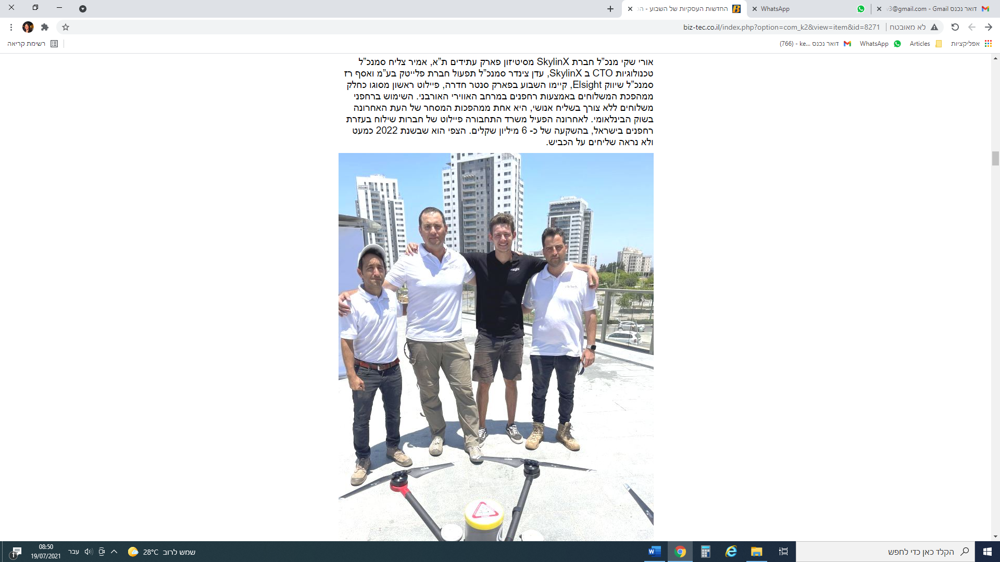 דואר נכנס v3@gmail.com - Gmail
WhatsApp
החדשות העסקיות של השבוע - הכ
לא מאובטח
biz-tec.co.il/index.php?option=com_k2&view=item&id=8271
אפליקציות
Articles
WhatsApp
דואר נכנס ...ke - (766)
רשימת קריאה
אורי שקי מנכ”ל חברת SkylinX מסיטיזון פארק עתידים ת”א, אמיר צליח סמנכ”ל
טכנולוגיות CTO ב SkylinX, עדן צינדר סמנכ”ל תפעול חברת פלייטק בע”מ ואסף רז
סמנכ”ל שיווק Elsight, קיימו השבוע בפארק סנטר חדרה, פיילוט ראשון מסוגו כחלק
ממהפכת המשלוחים באמצעות רחפנים במרחב האווירי האורבני. השימוש ברחפני
משלוחים ללא צורך בשליח אנושי, היא אחת ממהפכות המסחר של העת האחרונה
בשוק הבינלאומי. לאחרונה הפעיל משרד התחבורה פיילוט של חברות שילוח בעזרת
רחפנים בישראל, בהשקעה של כ- 6 מיליון שקלים. הצפי הוא שבשנת 2022 כמעט
ולא נראה שליחים על הכביש.
elsight
הקלד כאן כדי לחפש
שמש לרוב 28°C
עבר
08:50
19/07/2021
1